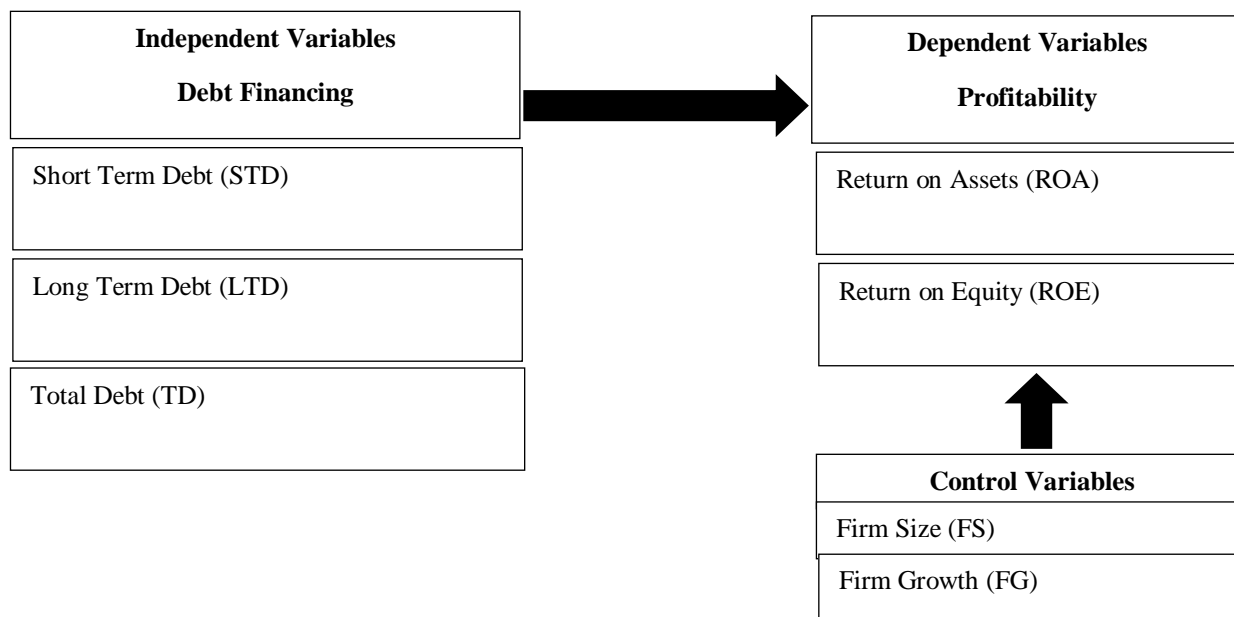 Independent Variables
Debt Financing
Short Term Debt (STD)
Long Term Debt (LTD)
Total Debt (TD)
Dependent Variables
Profitability
Return on Assets (ROA)
Return on Equity (ROE)
Control Variables
Firm Size (FS)
Firm Growth (FG)